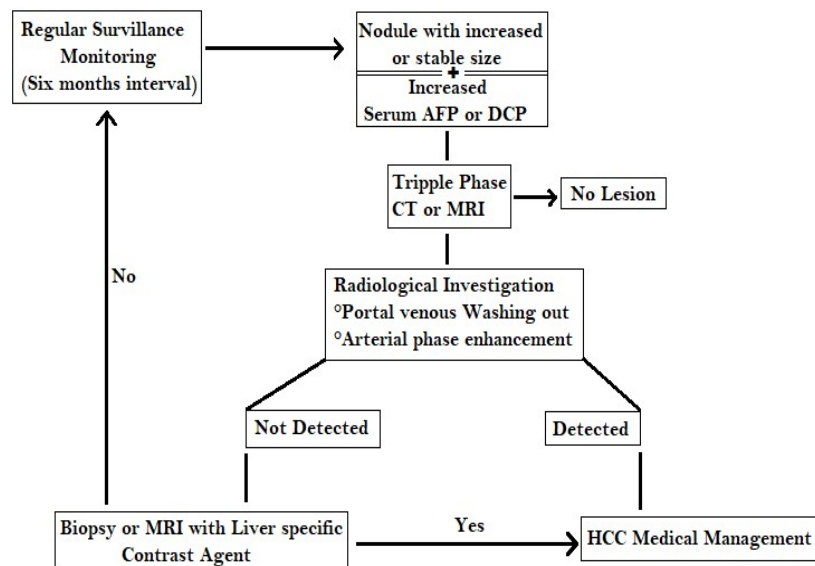 Regular Survillance
Monitoring
(Six months interval)
Nodule with increased
or stable size
+
Increased
Serum AFP or DCP
Tripple Phase
CT or MRI
No Lesion
No
Radiological Investigation
°Portal venous Washing out
°Arterial phase enhancement
Not Detected
Detected
Biopsy or MRI with Liver specific
Contrast Agent
Yes
HCC Medical Management